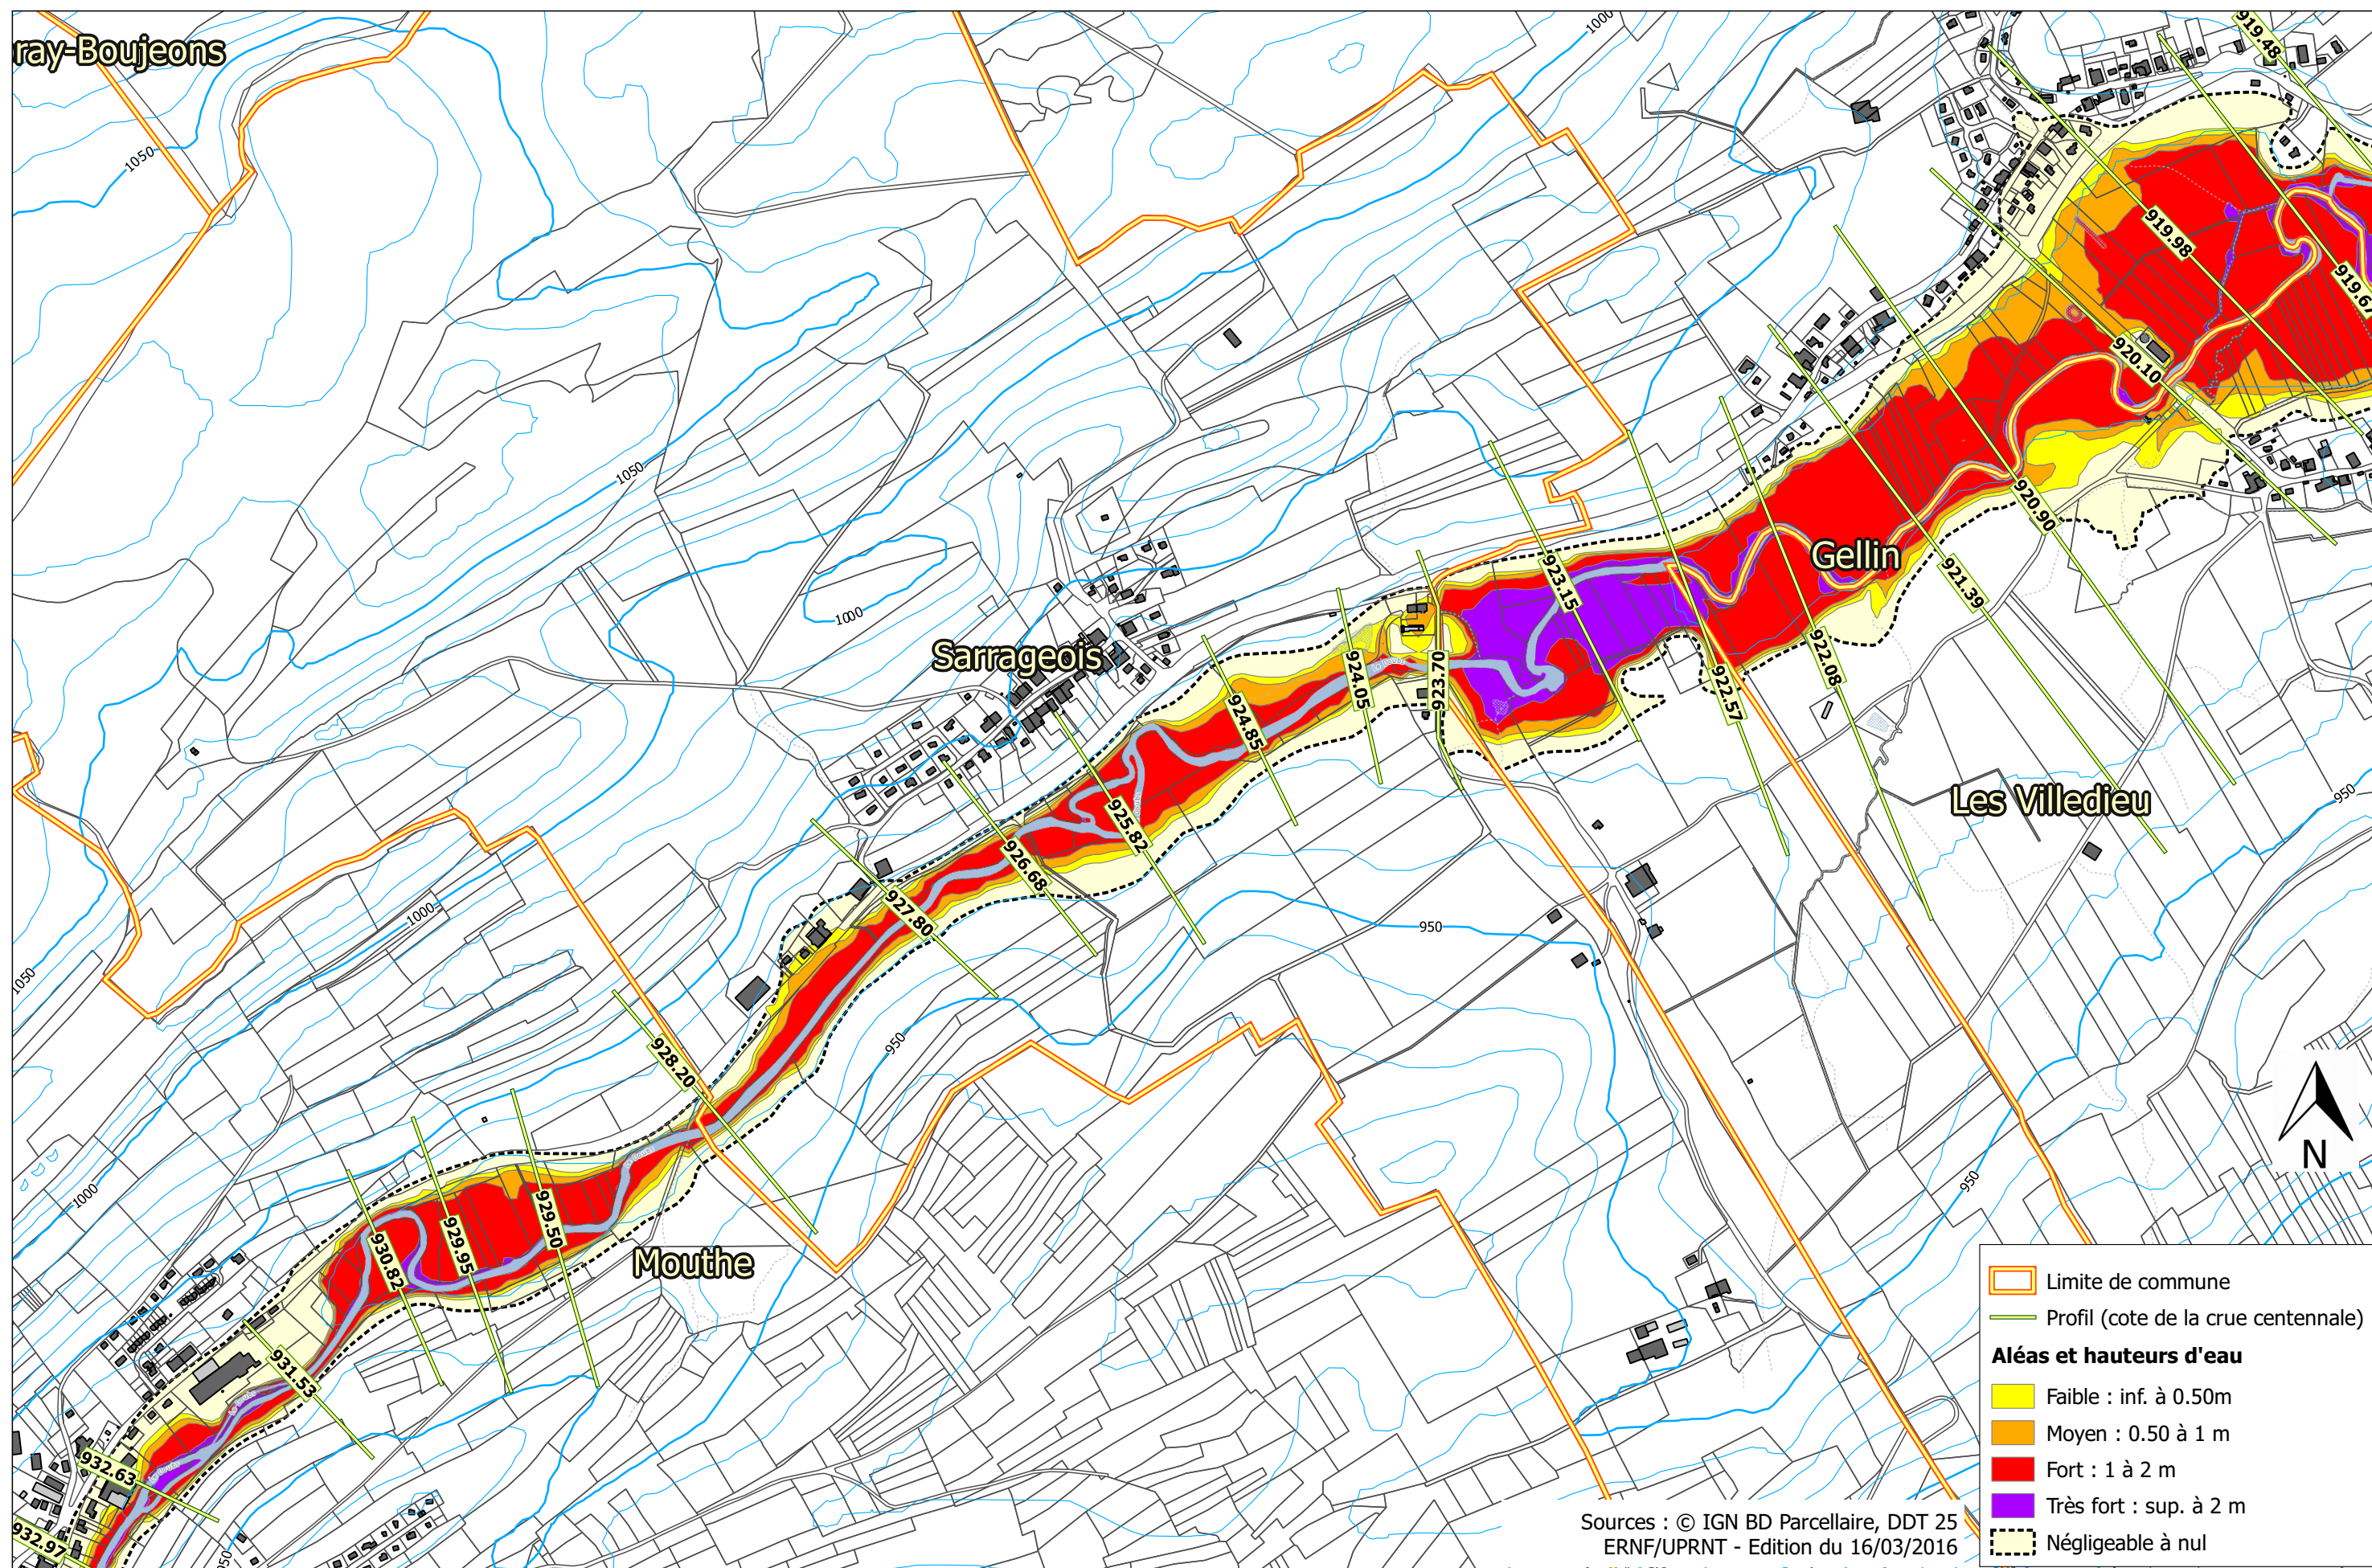 ray-Boujeons
1000
919.48
1050
919.98
919.6
920.10
1050
920.90
Gellin
923.15
921.39
1000
Sarrageois
924.05
923.70
922.08
922.57
924.85
Les Villedieu
950
925.82
926.68
927.80
1000
950
1050
950
928.20
1000
950
929.50
929.95
930.82
Mouthe
931.53
932.63
932.97
950
N
Limite de commune
Profil (cote de la crue centennale)
Aléas et hauteurs d'eau
Faible : inf. à 0.50m
Moyen : 0.50 à 1 m
Fort : 1 à 2 m
Très fort : sup. à 2 m
Négligeable à nul
Sources : © IGN BD Parcellaire, DDT 25
ERNF/UPRNT - Edition du 16/03/2016